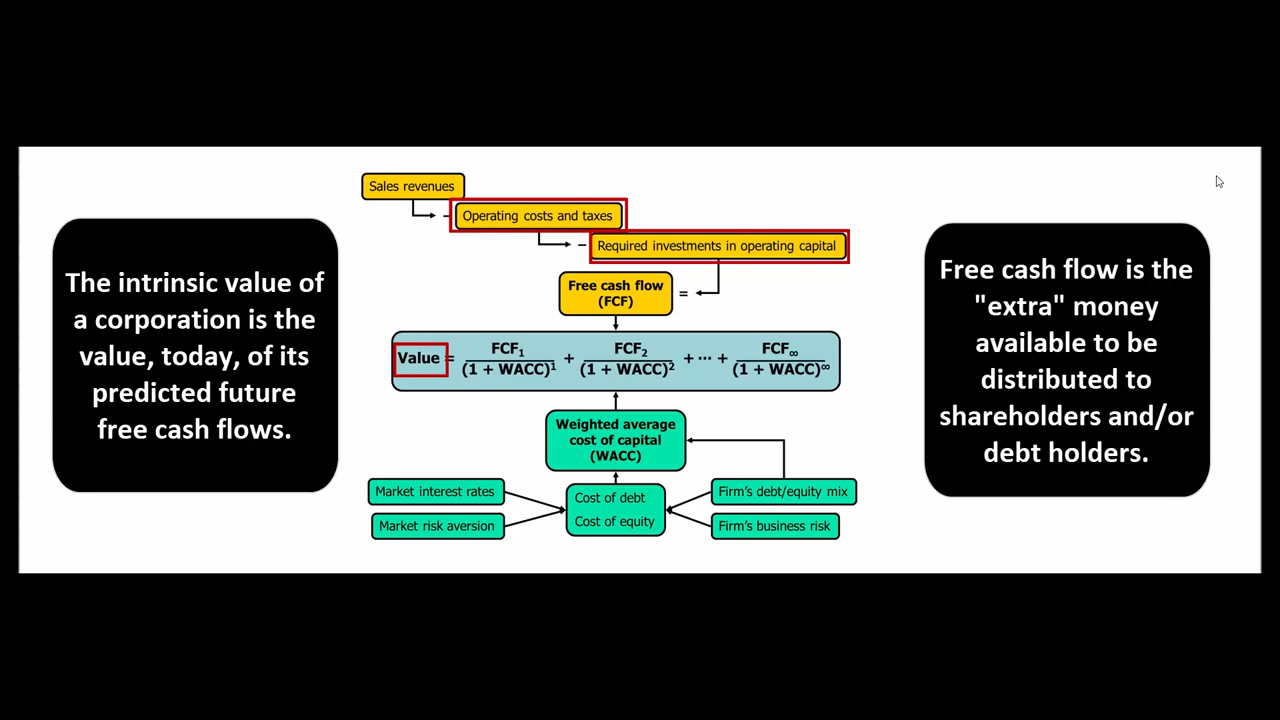 Sales revenues
– Operating costs and taxes
– Required investments in operating capital
Free cash flow
(FCF)
=
The intrinsic value of
a corporation is the
value, today, of its
predicted future
free cash flows.
Value = FCF₁ / (1 + WACC)¹ + FCF₂ / (1 + WACC)² + ··· + FCF∞ / (1 + WACC)∞
Weighted average
cost of capital
(WACC)
Market interest rates
Market risk aversion
Cost of debt
Cost of equity
Firm’s debt/equity mix
Firm’s business risk
Free cash flow is the
"extra" money
available to be
distributed to
shareholders and/or
debt holders.